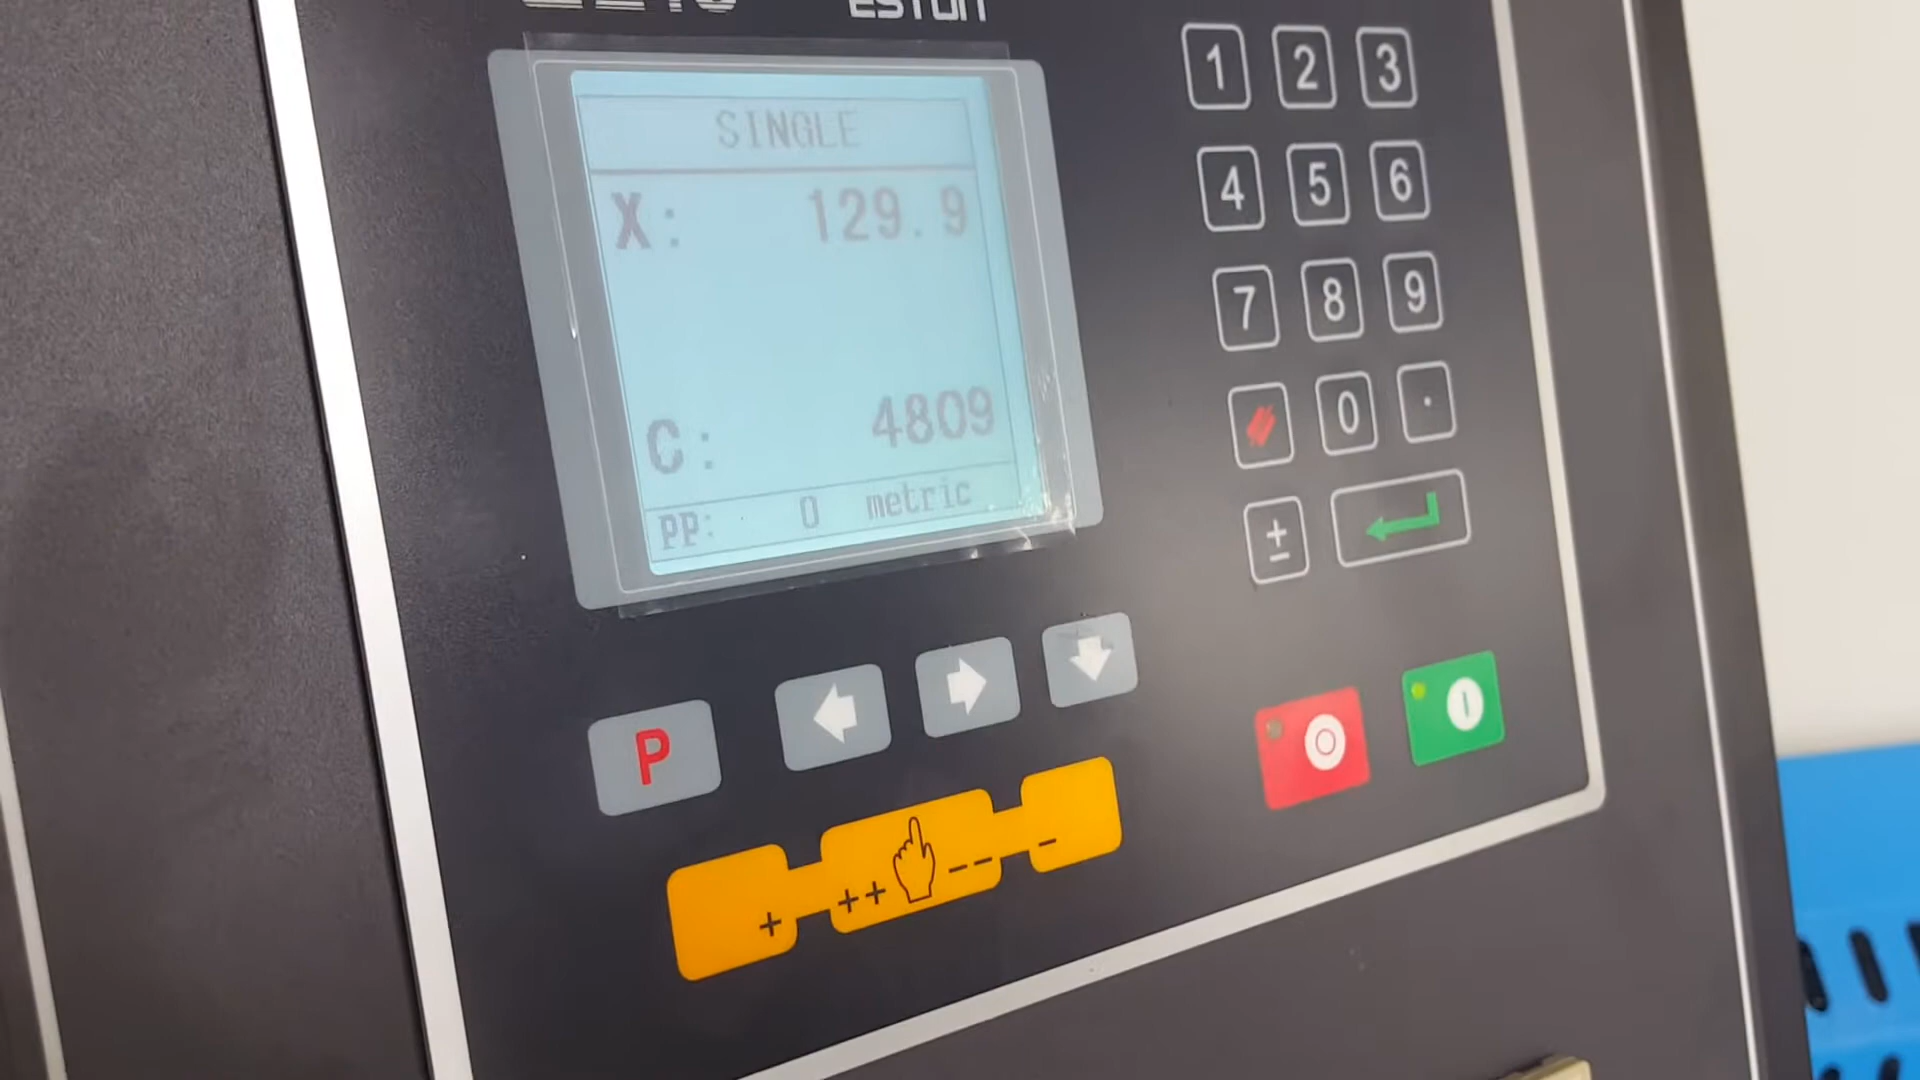 ESTUN
SINGLE
X: 129.9
C: 4809
PP: 0 metric
1 2 3
4 5 6
7 8 9
0 .
±
P
+ ++ -- -